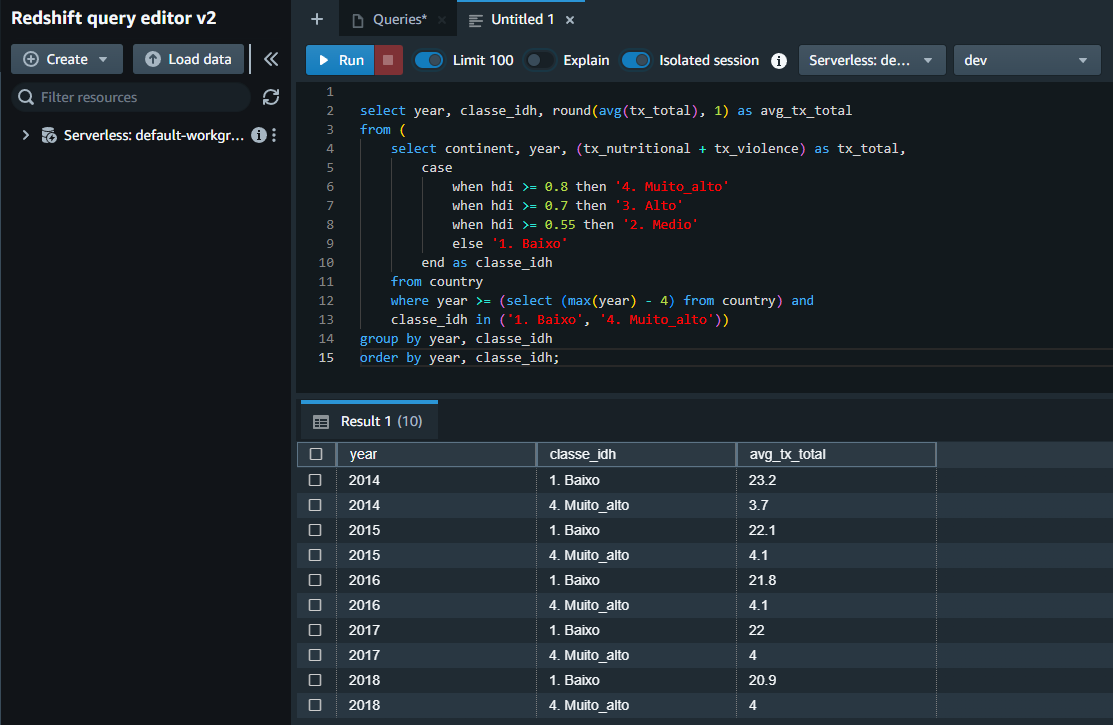 Redshift query editor v2
Create
Load data
Filter resources
Serverless: default-workgr...
Queries*
Untitled 1
Run
Limit 100
Explain
Isolated session
Serverless: de...
dev
1
2 select year, classe_idh, round(avg(tx_total), 1) as avg_tx_total
3 from (
4 select continent, year, (tx_nutritional + tx_violence) as tx_total,
5 case
6 when hdi >= 0.8 then '4. Muito_alto'
7 when hdi >= 0.7 then '3. Alto'
8 when hdi >= 0.55 then '2. Medio'
9 else '1. Baixo'
10 end as classe_idh
11 from country
12 where year >= (select (max(year) - 4) from country) and
13 classe_idh in ('1. Baixo', '4. Muito_alto'))
14 group by year, classe_idh
15 order by year, classe_idh;
Result 1 (10)
year classe_idh avg_tx_total
2014 1. Baixo 23.2
2014 4. Muito_alto 3.7
2015 1. Baixo 22.1
2015 4. Muito_alto 4.1
2016 1. Baixo 21.8
2016 4. Muito_alto 4.1
2017 1. Baixo 22
2017 4. Muito_alto 4
2018 1. Baixo 20.9
2018 4. Muito_alto 4